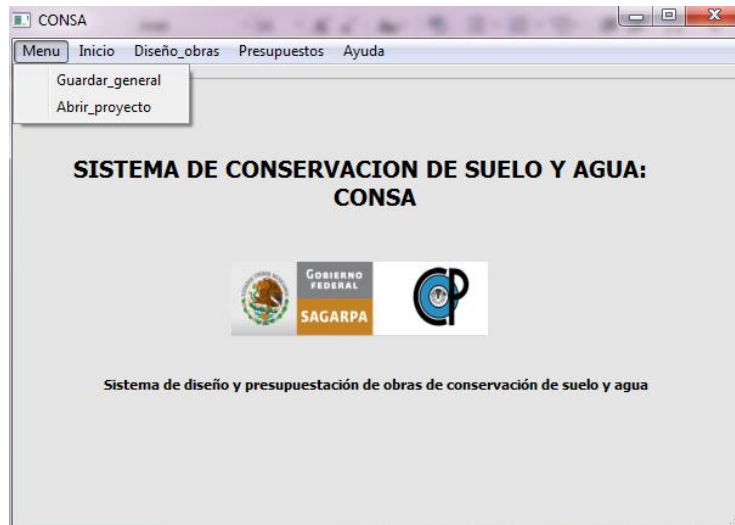 CONSA
Menu Inicio Diseño_obras Presupuestos Ayuda
Guardar_general
Abrir_proyecto
SISTEMA DE CONSERVACION DE SUELO Y AGUA:
CONSA
GOBIERNO
FEDERAL
SAGARPA
CP
Sistema de diseño y presupuestación de obras de conservación de suelo y agua